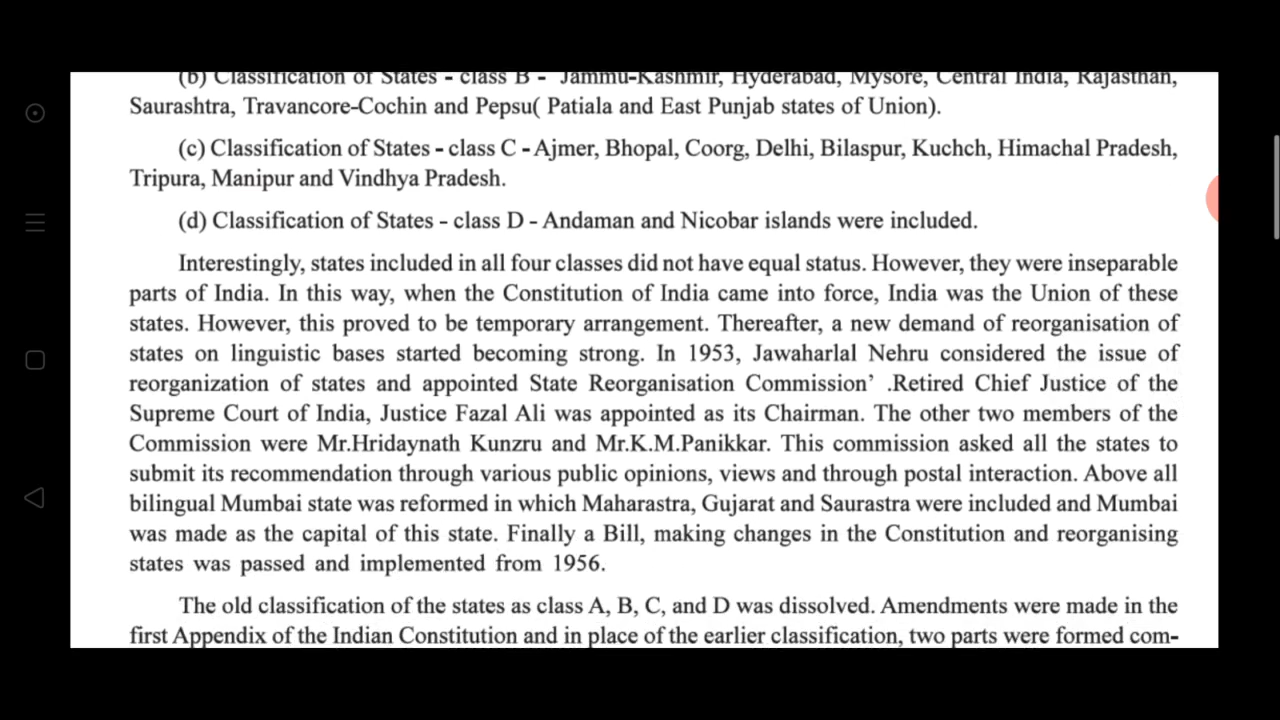 (b) Classification of States - class B - Jammu-Kashmir, Hyderabad, Mysore, Central India, Rajasthan,
Saurashtra, Travancore-Cochin and Pepsu( Patiala and East Punjab states of Union).
(c) Classification of States - class C - Ajmer, Bhopal, Coorg, Delhi, Bilaspur, Kuchch, Himachal Pradesh,
Tripura, Manipur and Vindhya Pradesh.
(d) Classification of States - class D - Andaman and Nicobar islands were included.
Interestingly, states included in all four classes did not have equal status. However, they were inseparable
parts of India. In this way, when the Constitution of India came into force, India was the Union of these
states. However, this proved to be temporary arrangement. Thereafter, a new demand of reorganisation of
states on linguistic bases started becoming strong. In 1953, Jawaharlal Nehru considered the issue of
reorganization of states and appointed State Reorganisation Commission’ .Retired Chief Justice of the
Supreme Court of India, Justice Fazal Ali was appointed as its Chairman. The other two members of the
Commission were Mr.Hridaynath Kunzru and Mr.K.M.Panikkar. This commission asked all the states to
submit its recommendation through various public opinions, views and through postal interaction. Above all
bilingual Mumbai state was reformed in which Maharastra, Gujarat and Saurastra were included and Mumbai
was made as the capital of this state. Finally a Bill, making changes in the Constitution and reorganising
states was passed and implemented from 1956.
The old classification of the states as class A, B, C, and D was dissolved. Amendments were made in the
first Appendix of the Indian Constitution and in place of the earlier classification, two parts were formed com-